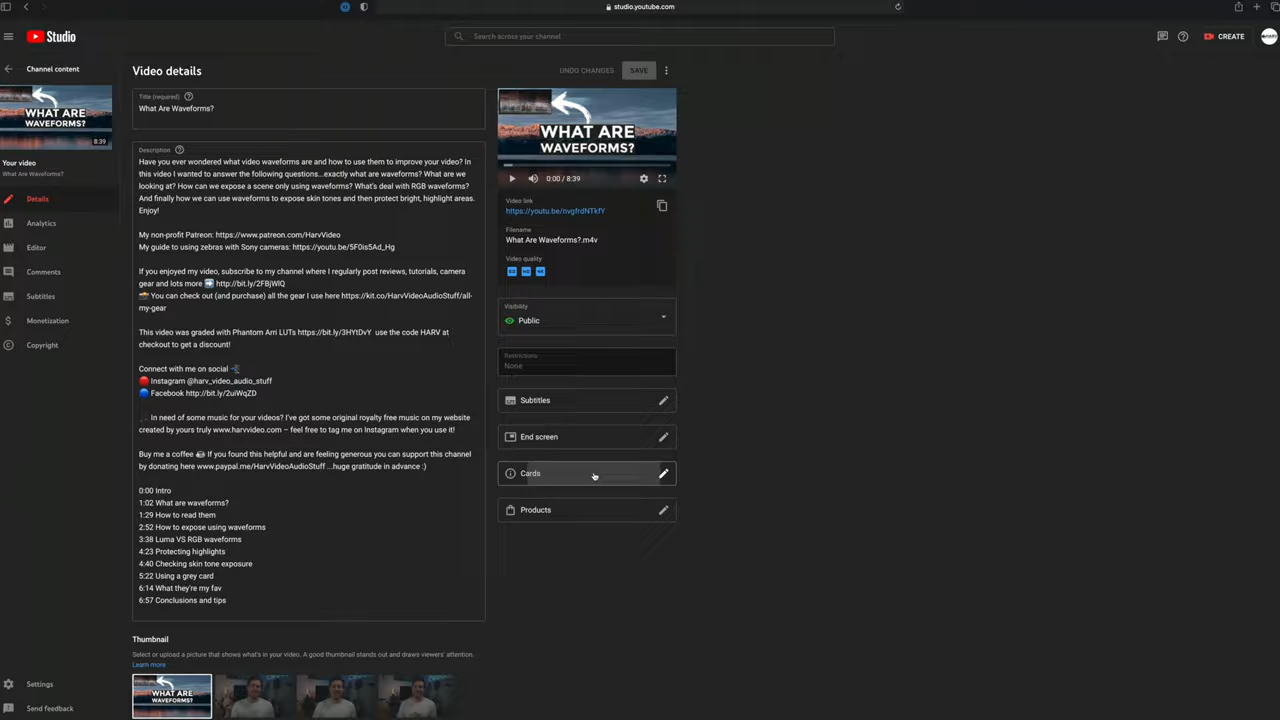 studio.youtube.com
Studio
Search across your channel
CREATE
Channel content
WHAT ARE
WAVEFORMS?
8:39
Your video
What Are Waveforms?
Details
Analytics
Editor
Comments
Subtitles
Monetization
Copyright
Settings
Send feedback
Video details
UNDO CHANGES
SAVE
Title (required)
What Are Waveforms?
Description
Have you ever wondered what video waveforms are and how to use them to improve your video? In
this video I wanted to answer the following questions...exactly what are waveforms? What are we
looking at? How can we expose a scene only using waveforms? What's deal with RGB waveforms?
And finally how we can use waveforms to expose skin tones and then protect bright, highlight areas.
Enjoy!
My non-profit Patreon: https://www.patreon.com/HarvVideo
My guide to using zebras with Sony cameras: https://youtu.be/5F0is5Ad_Hg
If you enjoyed my video, subscribe to my channel where I regularly post reviews, tutorials, camera
gear and lots more ➡️ http://bit.ly/2FBjWlQ
📸 You can check out (and purchase) all the gear I use here https://kit.co/HarvVideoAudioStuff/all-
my-gear
This video was graded with Phantom Arri LUTs https://bit.ly/3HYtDvY use the code HARV at
checkout to get a discount!
Connect with me on social
🔴 Instagram @harv_video_audio_stuff
🔵 Facebook http://bit.ly/2uiWqZD
In need of some music for your videos? I've got some original royalty free music on my website
created by yours truly www.harvvideo.com – feel free to tag me on Instagram when you use it!
Buy me a coffee ☕ If you found this helpful and are feeling generous you can support this channel
by donating here www.paypal.me/HarvVideoAudioStuff ...huge gratitude in advance :)
0:00 Intro
1:02 What are waveforms?
1:29 How to read them
2:52 How to expose using waveforms
3:38 Luma VS RGB waveforms
4:23 Protecting highlights
4:40 Checking skin tone exposure
5:22 Using a grey card
6:14 What they're my fav
6:57 Conclusions and tips
Thumbnail
Select or upload a picture that shows what's in your video. A good thumbnail stands out and draws viewers' attention.
Learn more
WHAT ARE
WAVEFORMS?
WHAT ARE
WAVEFORMS?
0:00 / 8:39
Video link
https://youtu.be/nvgfrdNTkfY
Filename
What Are Waveforms?.m4v
Video quality
Visibility
Public
Restrictions
None
Subtitles
End screen
Cards
Products